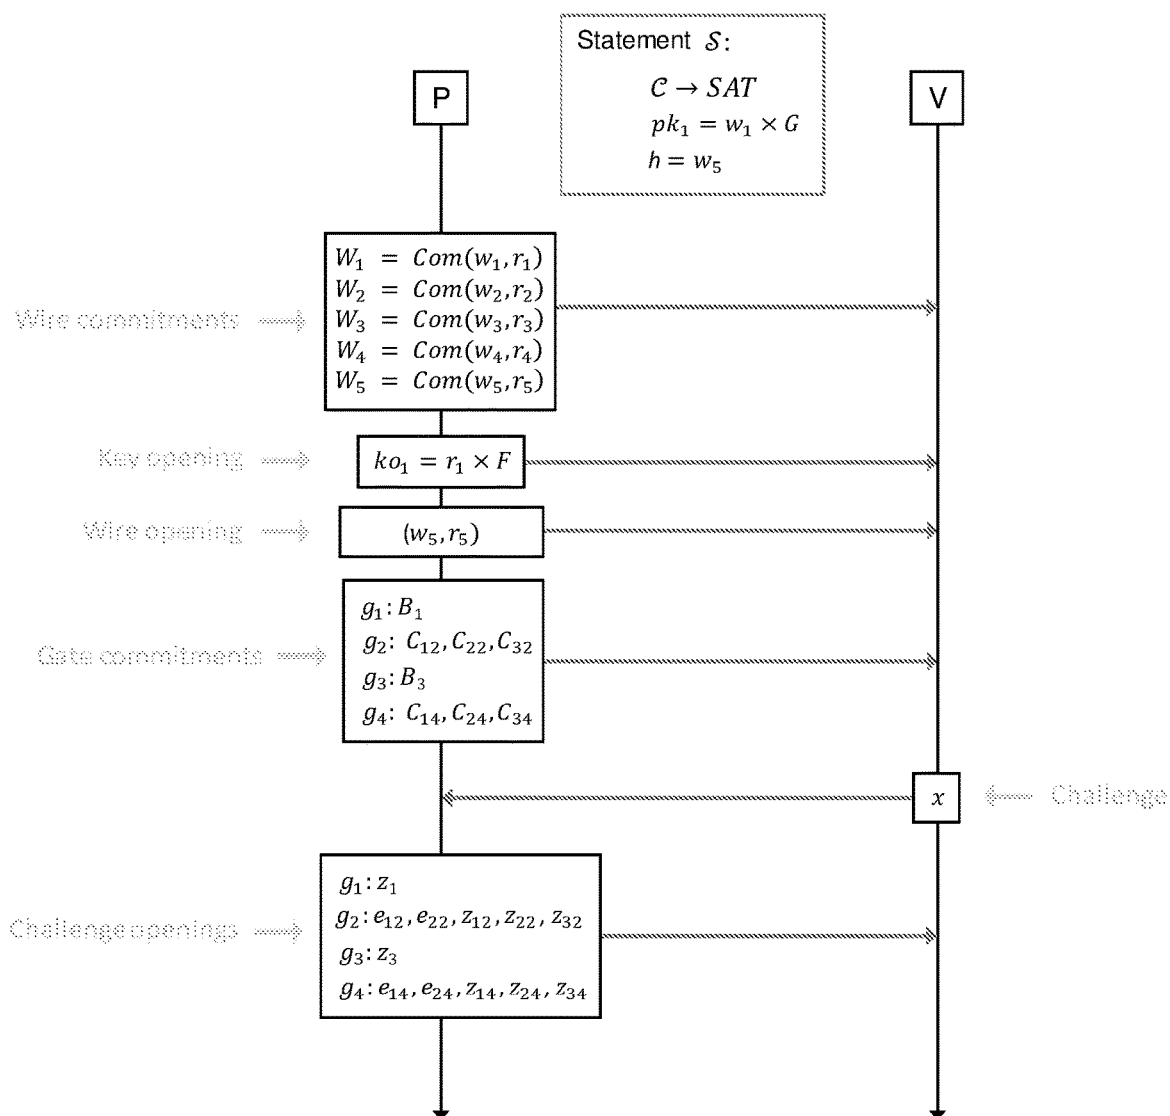 Statement 𝒮:
𝒞 → SAT
pk₁ = w₁ × G
h = w₅
P
V
W₁ = Com(w₁,r₁)
W₂ = Com(w₂,r₂)
W₃ = Com(w₃,r₃)
W₄ = Com(w₄,r₄)
W₅ = Com(w₅,r₅)
Wire commitments
Key opening
ko₁ = r₁ × F
Wire opening
(w₅,r₅)
Gate commitments
g₁: B₁
g₂: C₁₂, C₂₂, C₃₂
g₃: B₃
g₄: C₁₄, C₂₄, C₃₄
x
Challenge
Challenge openings
g₁: z₁
g₂: e₁₂, e₂₂, z₁₂, z₂₂, z₃₂
g₃: z₃
g₄: e₁₄, e₂₄, z₁₄, z₂₄, z₃₄